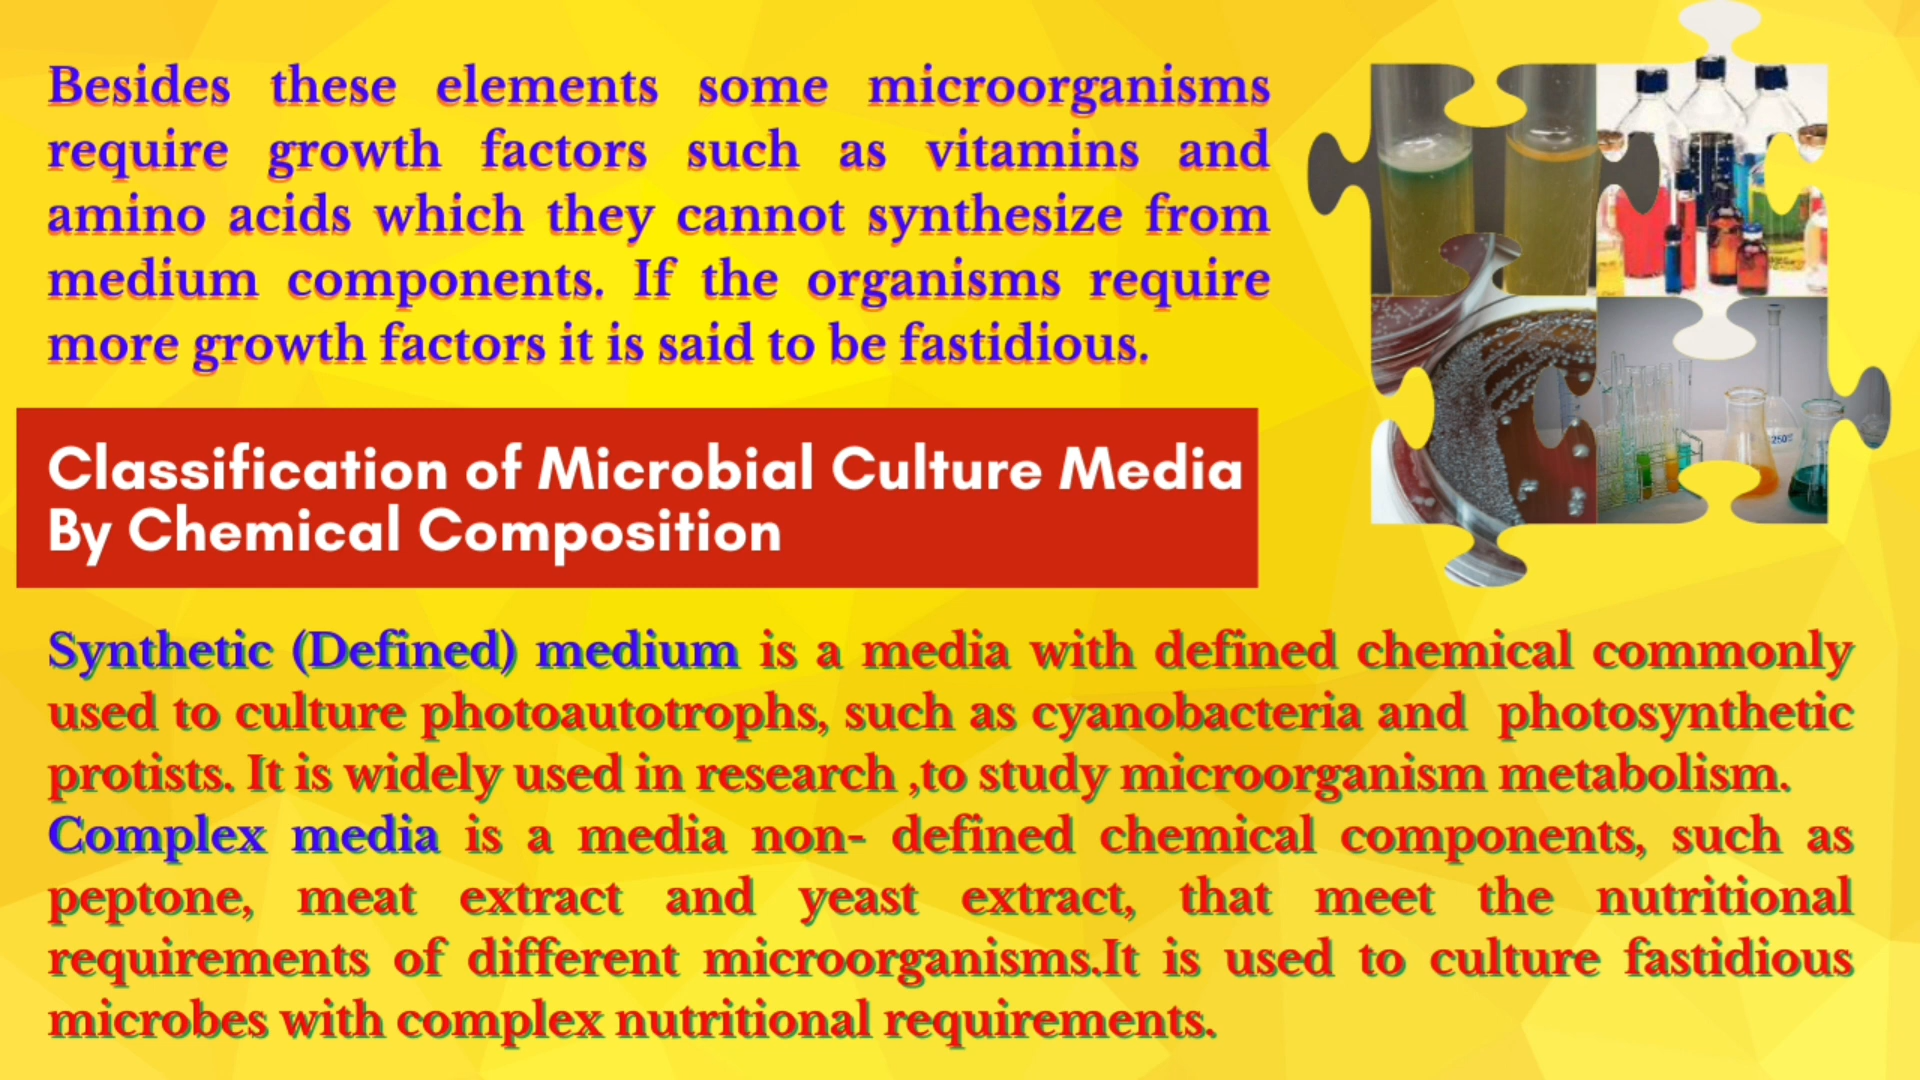 Besides these elements some microorganisms
require growth factors such as vitamins and
amino acids which they cannot synthesize from
medium components. If the organisms require
more growth factors it is said to be fastidious.
Classification of Microbial Culture Media
By Chemical Composition
Synthetic (Defined) medium is a media with defined chemical commonly
used to culture photoautotrophs, such as cyanobacteria and photosynthetic
protists. It is widely used in research ,to study microorganism metabolism.
Complex media is a media non- defined chemical components, such as
peptone, meat extract and yeast extract, that meet the nutritional
requirements of different microorganisms.It is used to culture fastidious
microbes with complex nutritional requirements.
250